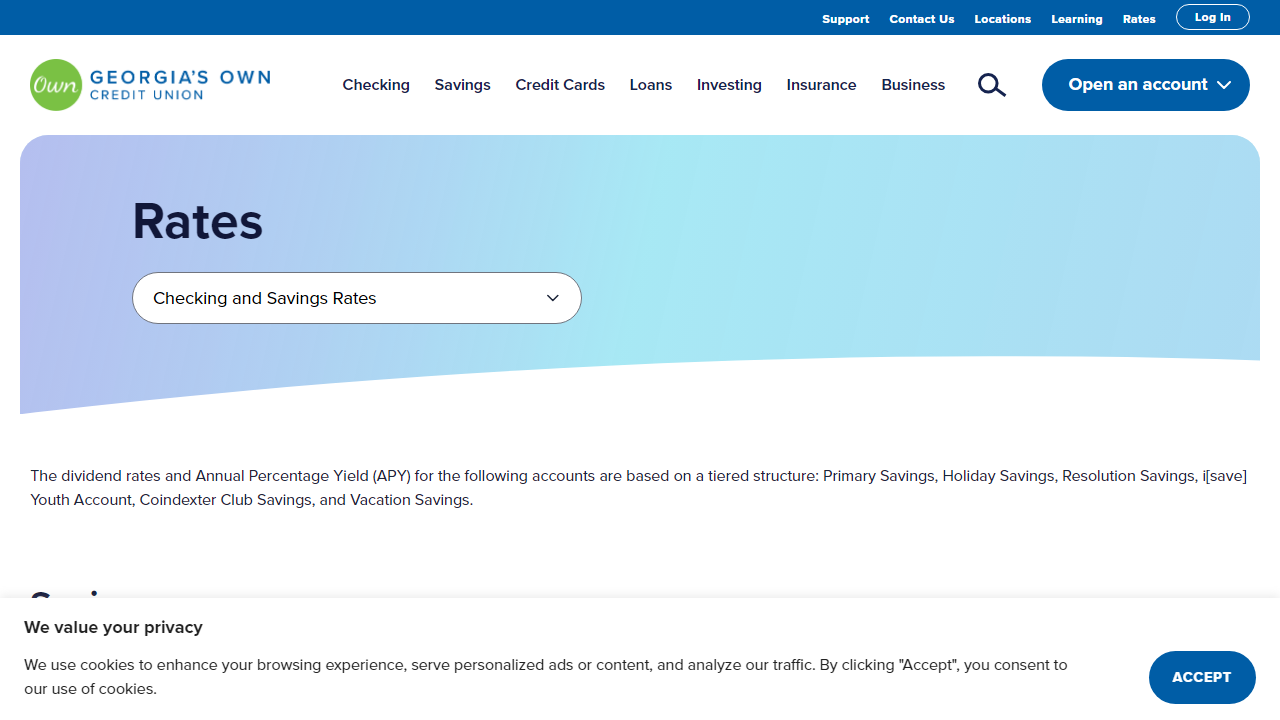 Support Contact Us Locations Learning Rates Log In
Own GEORGIA'S OWN
CREDIT UNION
Checking Savings Credit Cards Loans Investing Insurance Business Open an account
Rates
Checking and Savings Rates
The dividend rates and Annual Percentage Yield (APY) for the following accounts are based on a tiered structure: Primary Savings, Holiday Savings, Resolution Savings, i[save]
Youth Account, Coindexter Club Savings, and Vacation Savings.
We value your privacy
We use cookies to enhance your browsing experience, serve personalized ads or content, and analyze our traffic. By clicking "Accept", you consent to
our use of cookies.
ACCEPT